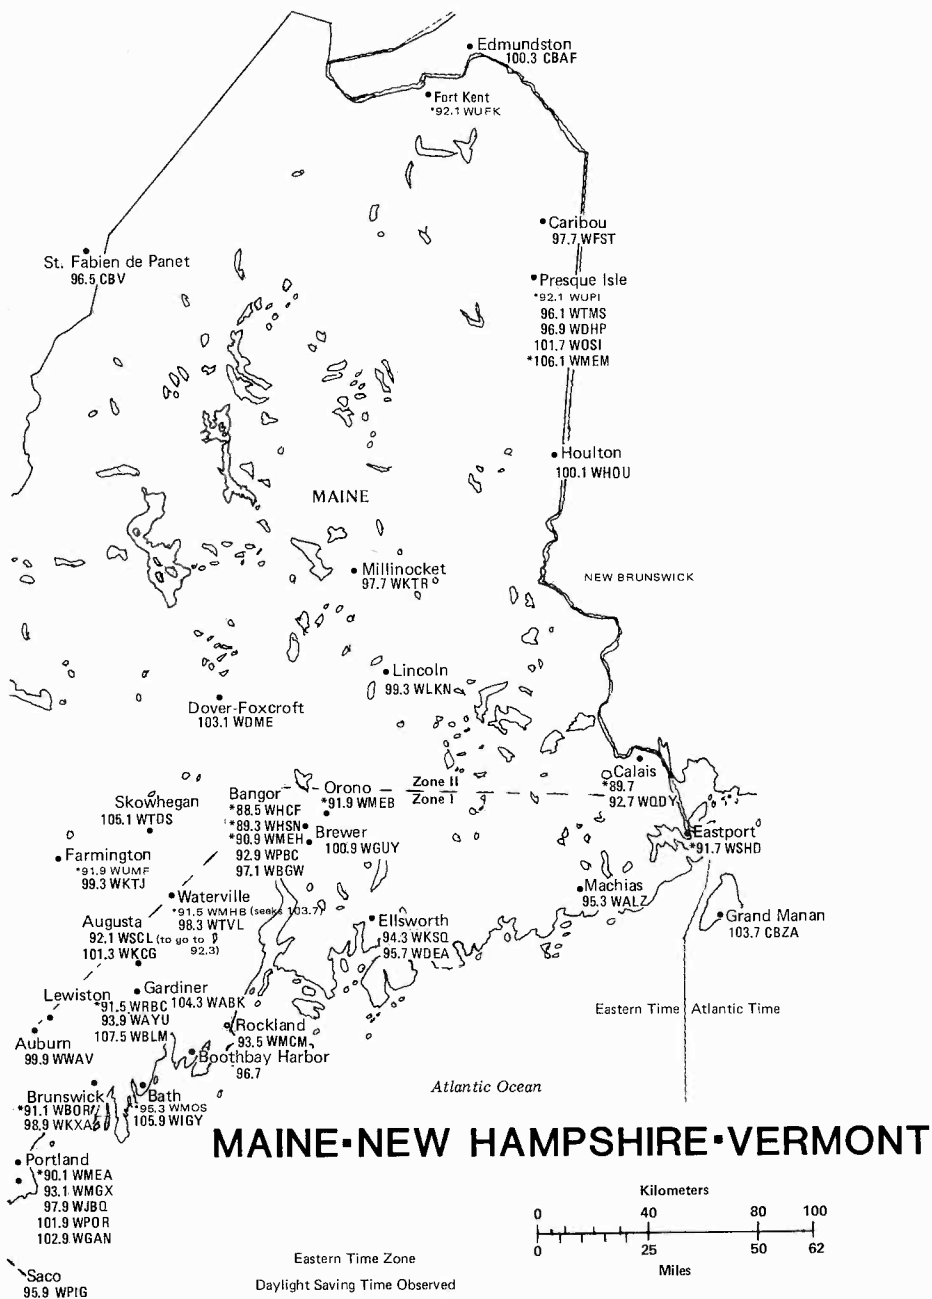 Edmundston
100.3 CBAF
Fort Kent
*92.1 WUFK
Caribou
97.7 WFST
St. Fabien de Panet
96.5 CBV
Presque Isle
*92.1 WUPI
96.1 WTMS
96.9 WDHP
101.7 WOSI
*106.1 WMEM
Houlton
100.1 WHOU
MAINE
Millinocket
97.7 WKTR
NEW BRUNSWICK
Lincoln
99.3 WLKN
Dover-Foxcroft
103.1 WDME
Zone II
Zone I
Calais
*89.7
92.7 WQDY
Orono
*91.9 WMEB
Bangor
*88.5 WHCF
*89.3 WHSN
*90.9 WMEH
92.9 WPBC
97.1 WBGW
Brewer
100.9 WGUY
Skowhegan
105.1 WTDS
Eastport
*91.7 WSHD
Farmington
*91.9 WUMF
99.3 WKTJ
Machias
95.3 WALZ
Waterville
*91.5 WMHB (seeks 103.7)
98.3 WTVL
Grand Manan
103.7 CBZA
Ellsworth
94.3 WKSQ
95.7 WDEA
Augusta
92.1 WSCL (to go to
92.3)
101.3 WKCG
Gardiner
104.3 WABK
Lewiston
*91.5 WRBC
93.9 WAYU
107.5 WBLM
Eastern Time
Atlantic Time
Rockland
93.5 WMCM
Auburn
99.9 WWAV
Boothbay Harbor
*96.7
Atlantic Ocean
Brunswick
*91.1 WBOR
98.9 WKXA
Bath
*95.3 WMOS
105.9 WIGY
MAINE▪NEW HAMPSHIRE▪VERMONT
Portland
*90.1 WMEA
93.1 WMGX
97.9 WJBQ
101.9 WPOR
102.9 WGAN
Kilometers
0 40 80 100
0 25 50 62
Miles
Eastern Time Zone
Daylight Saving Time Observed
Saco
95.9 WPIG